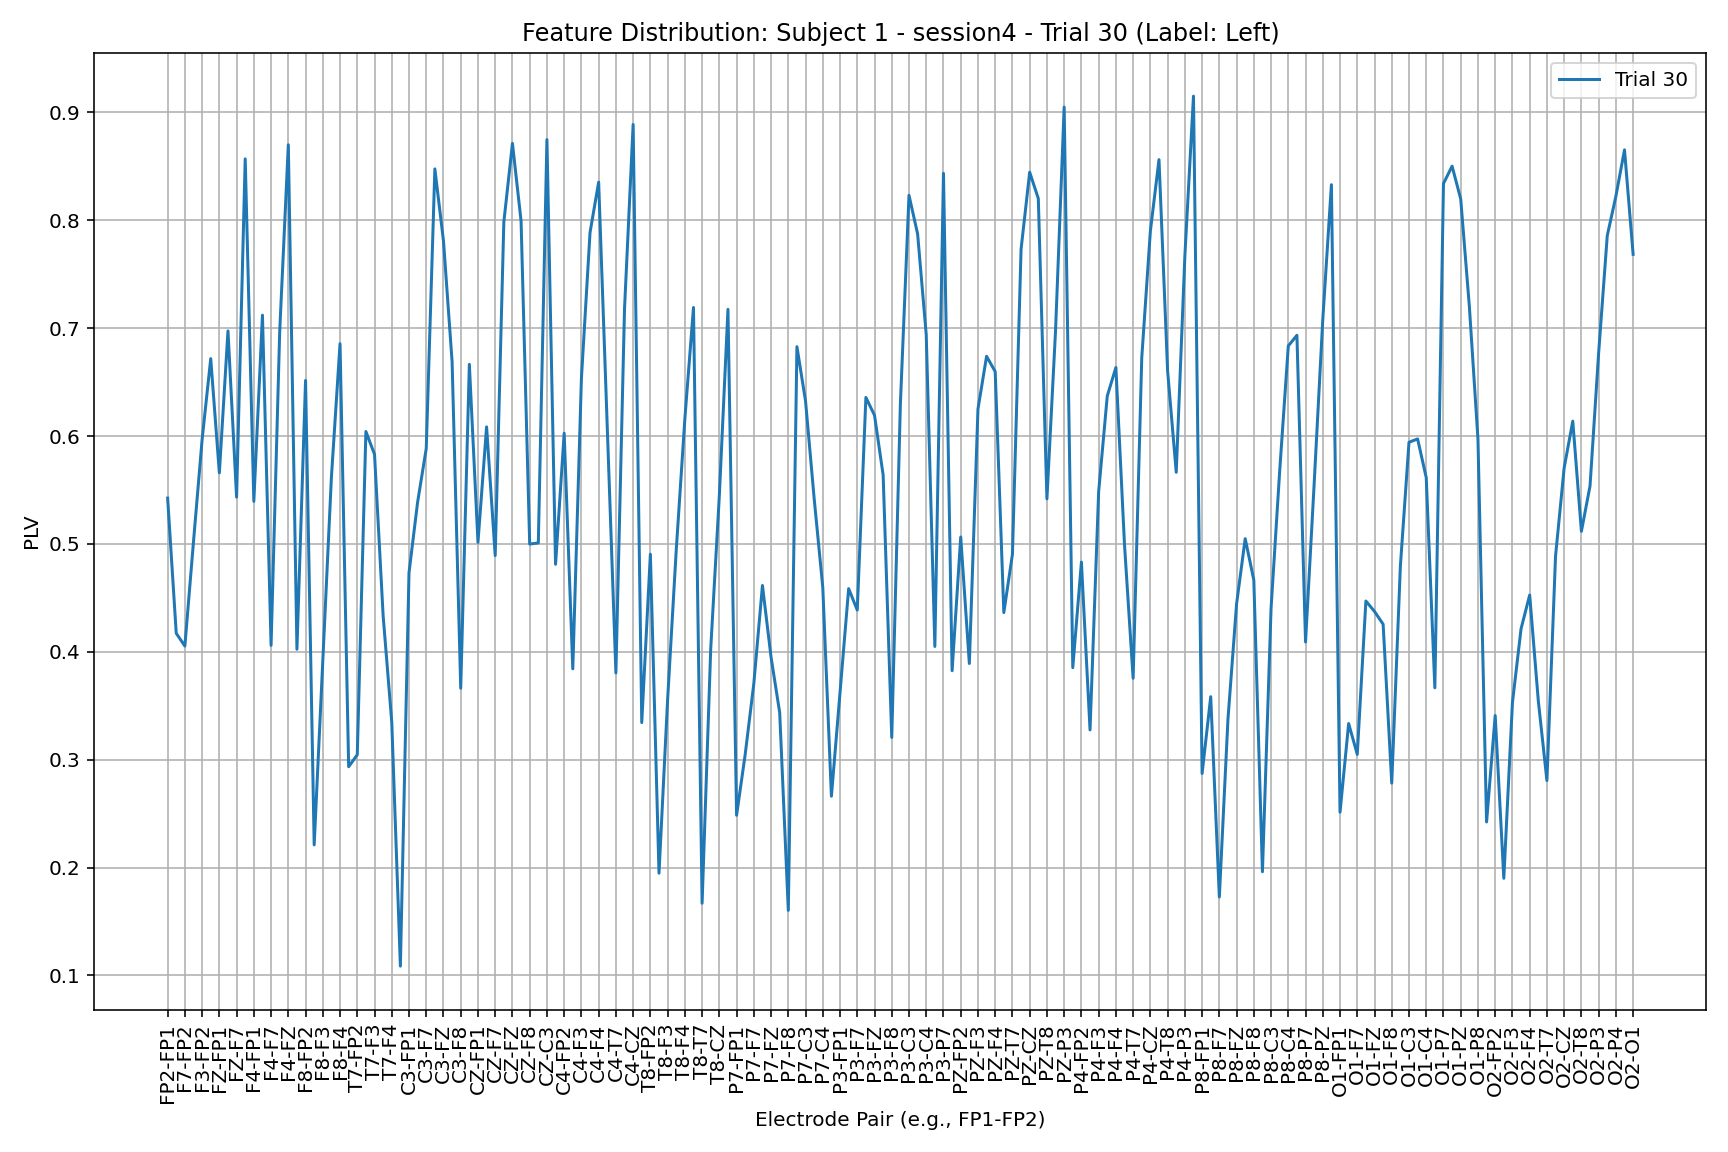 Feature Distribution: Subject 1 - session4 - Trial 30 (Label: Left)
Trial 30
0.9
0.8
0.7
0.6
0.5
0.4
0.3
0.2
0.1
PLV
FP2-FP1
F7-FP2
F3-FP2
FZ-FP1
FZ-F7
F4-FP1
F4-F7
F4-FZ
F8-FP2
F8-F3
F8-F4
T7-FP2
T7-F3
T7-F4
C3-FP1
C3-F7
C3-FZ
C3-F8
CZ-FP1
CZ-F7
CZ-FZ
CZ-F8
CZ-C3
C4-FP2
C4-F3
C4-F4
C4-T7
C4-CZ
T8-FP2
T8-F3
T8-F4
T8-T7
T8-CZ
P7-FP1
P7-F7
P7-FZ
P7-F8
P7-C3
P7-C4
P3-FP1
P3-F7
P3-FZ
P3-F8
P3-C3
P3-C4
P3-P7
PZ-FP2
PZ-F3
PZ-F4
PZ-T7
PZ-CZ
PZ-T8
PZ-P3
P4-FP2
P4-F3
P4-F4
P4-T7
P4-CZ
P4-T8
P4-P3
P8-FP1
P8-F7
P8-FZ
P8-F8
P8-C3
P8-C4
P8-P7
P8-PZ
O1-FP1
O1-F7
O1-FZ
O1-F8
O1-C3
O1-C4
O1-P7
O1-PZ
O1-P8
O2-FP2
O2-F3
O2-F4
O2-T7
O2-CZ
O2-T8
O2-P3
O2-P4
O2-O1
Electrode Pair (e.g., FP1-FP2)